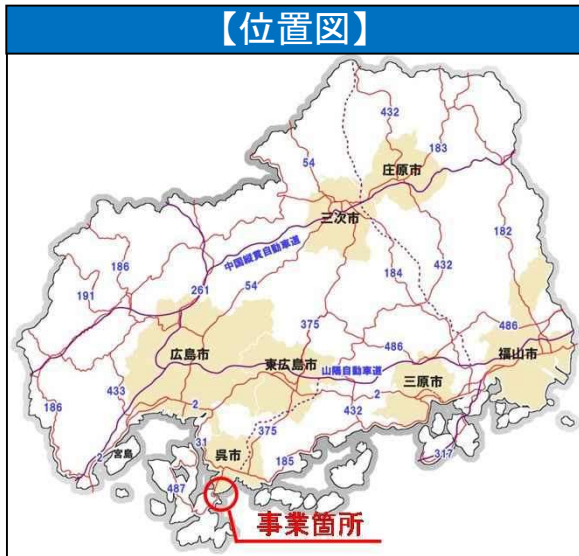 【位置図】
432
54
183
庄原市
三次市
中国縦貫自動車道
182
186
191
261
54
184
432
375
486
486
広島市
東広島市
山陽自動車道
福山市
三原市
433
186
2
2
432
2
宮島
31
375
呉市
185
317
487
事業箇所